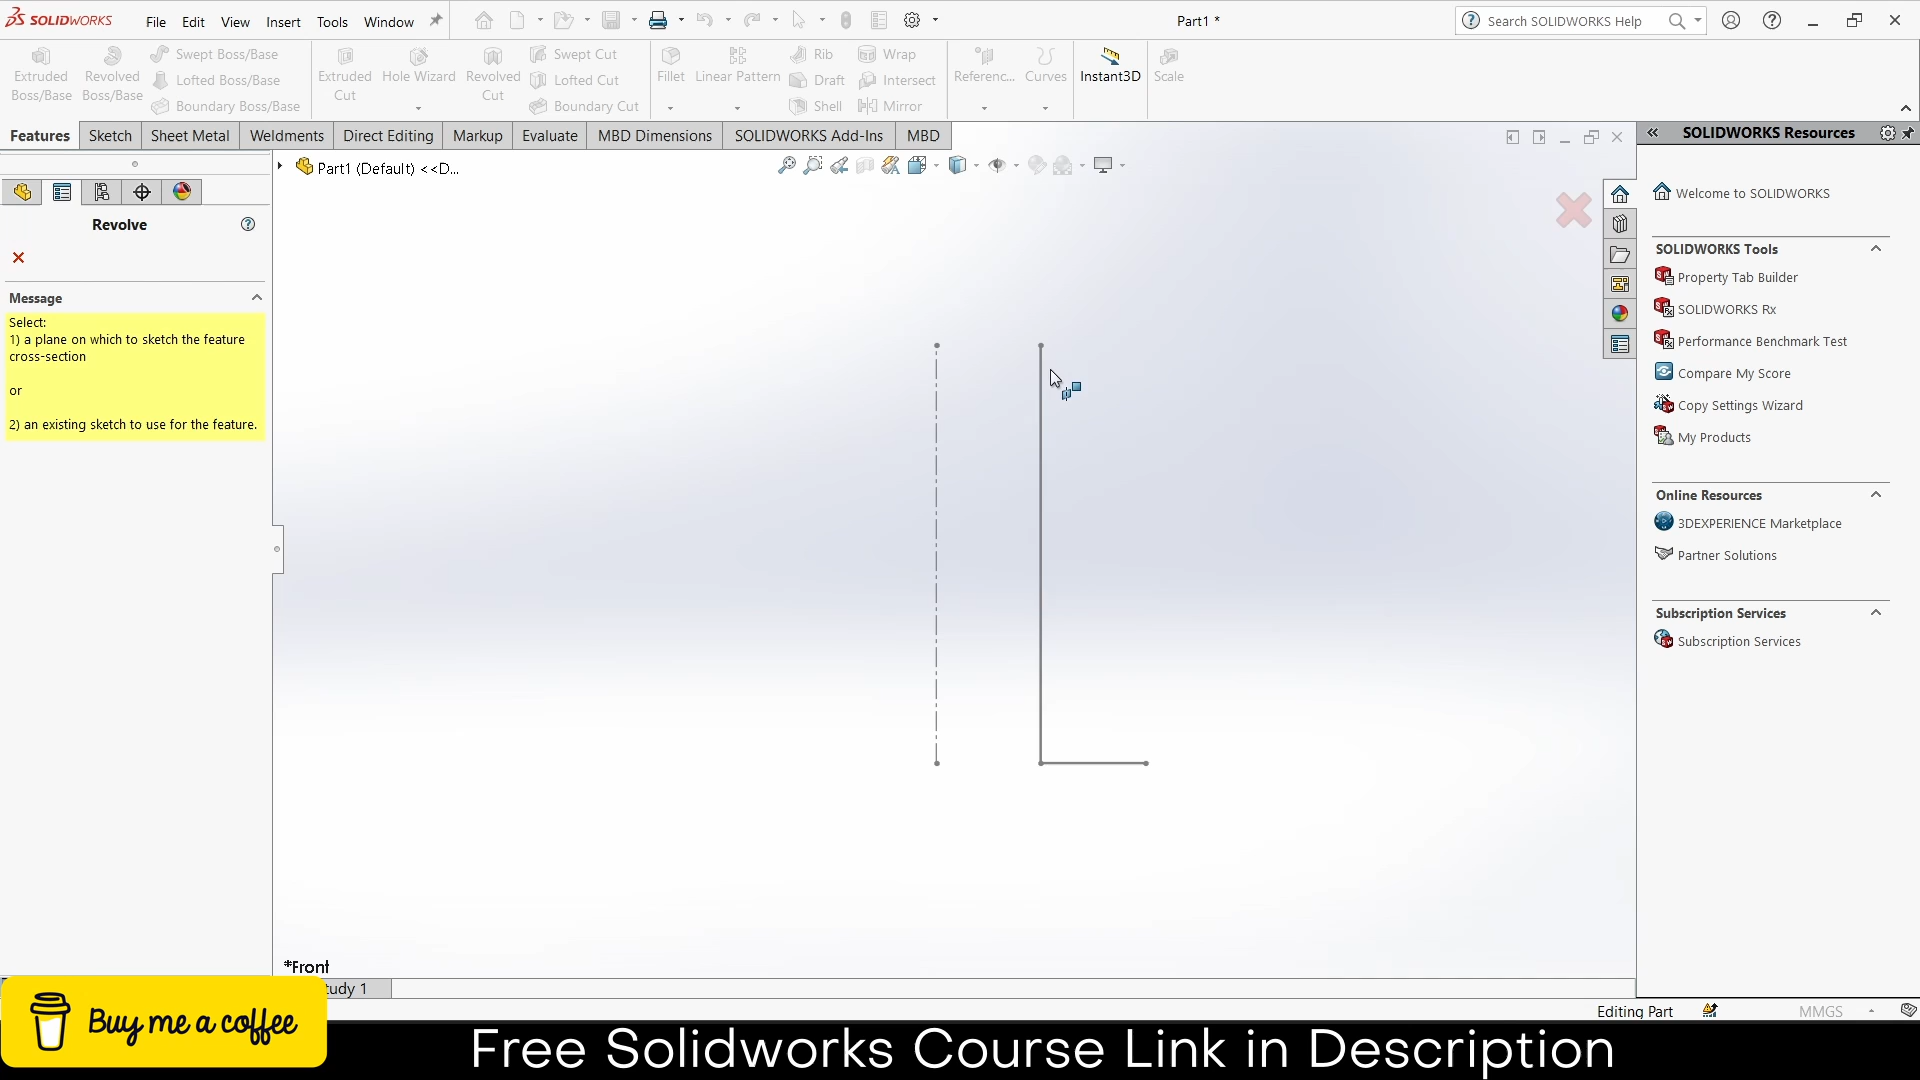 SOLIDWORKS File Edit View Insert Tools Window Part1 * Search SOLIDWORKS Help
Extruded Boss/Base
Revolved Boss/Base
Swept Boss/Base
Lofted Boss/Base
Boundary Boss/Base
Extruded Cut
Hole Wizard
Revolved Cut
Swept Cut
Lofted Cut
Boundary Cut
Fillet
Linear Pattern
Rib
Draft
Shell
Wrap
Intersect
Mirror
Referenc...
Curves
Instant3D
Scale
Features Sketch Sheet Metal Weldments Direct Editing Markup Evaluate MBD Dimensions SOLIDWORKS Add-Ins MBD
Part1 (Default) <<D...
Revolve
Message
Select:
1) a plane on which to sketch the feature
cross-section
or
2) an existing sketch to use for the feature.
SOLIDWORKS Resources
Welcome to SOLIDWORKS
SOLIDWORKS Tools
Property Tab Builder
SOLIDWORKS Rx
Performance Benchmark Test
Compare My Score
Copy Settings Wizard
My Products
Online Resources
3DEXPERIENCE Marketplace
Partner Solutions
Subscription Services
Subscription Services
*Front
tudy 1
Editing Part MMGS
Buy me a coffee
Free Solidworks Course Link in Description